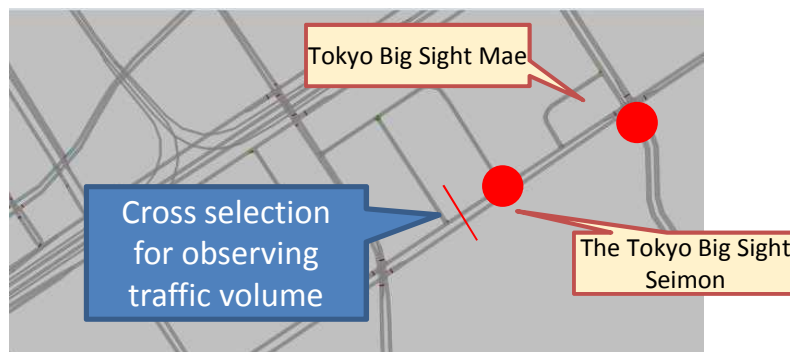 Tokyo Big Sight Mae
Cross selection
for observing
traffic volume
The Tokyo Big Sight
Seimon